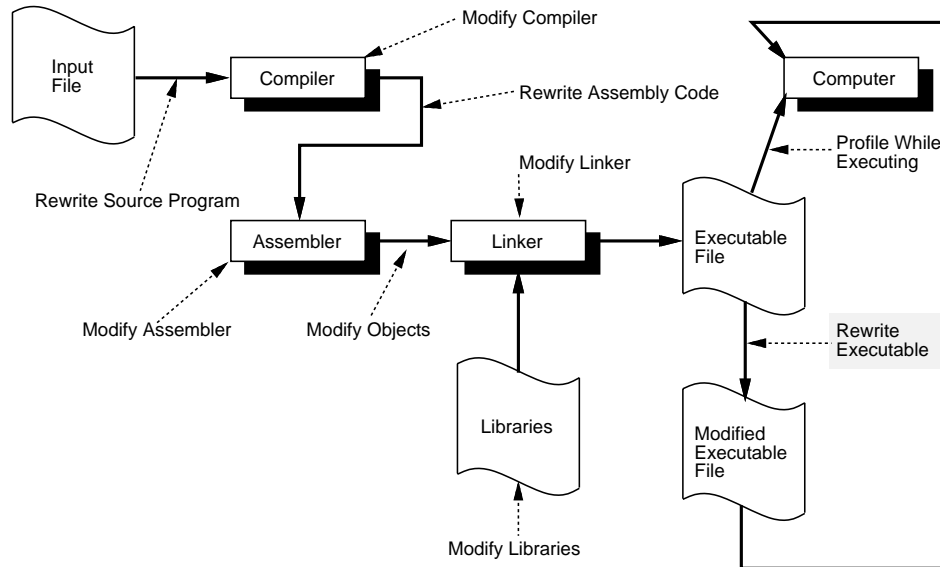 Modify Compiler
Input
File
Compiler
Computer
Rewrite Assembly Code
Profile While
Executing
Modify Linker
Rewrite Source Program
Assembler
Linker
Executable
File
Modify Assembler
Modify Objects
Rewrite
Executable
Libraries
Modified
Executable
File
Modify Libraries